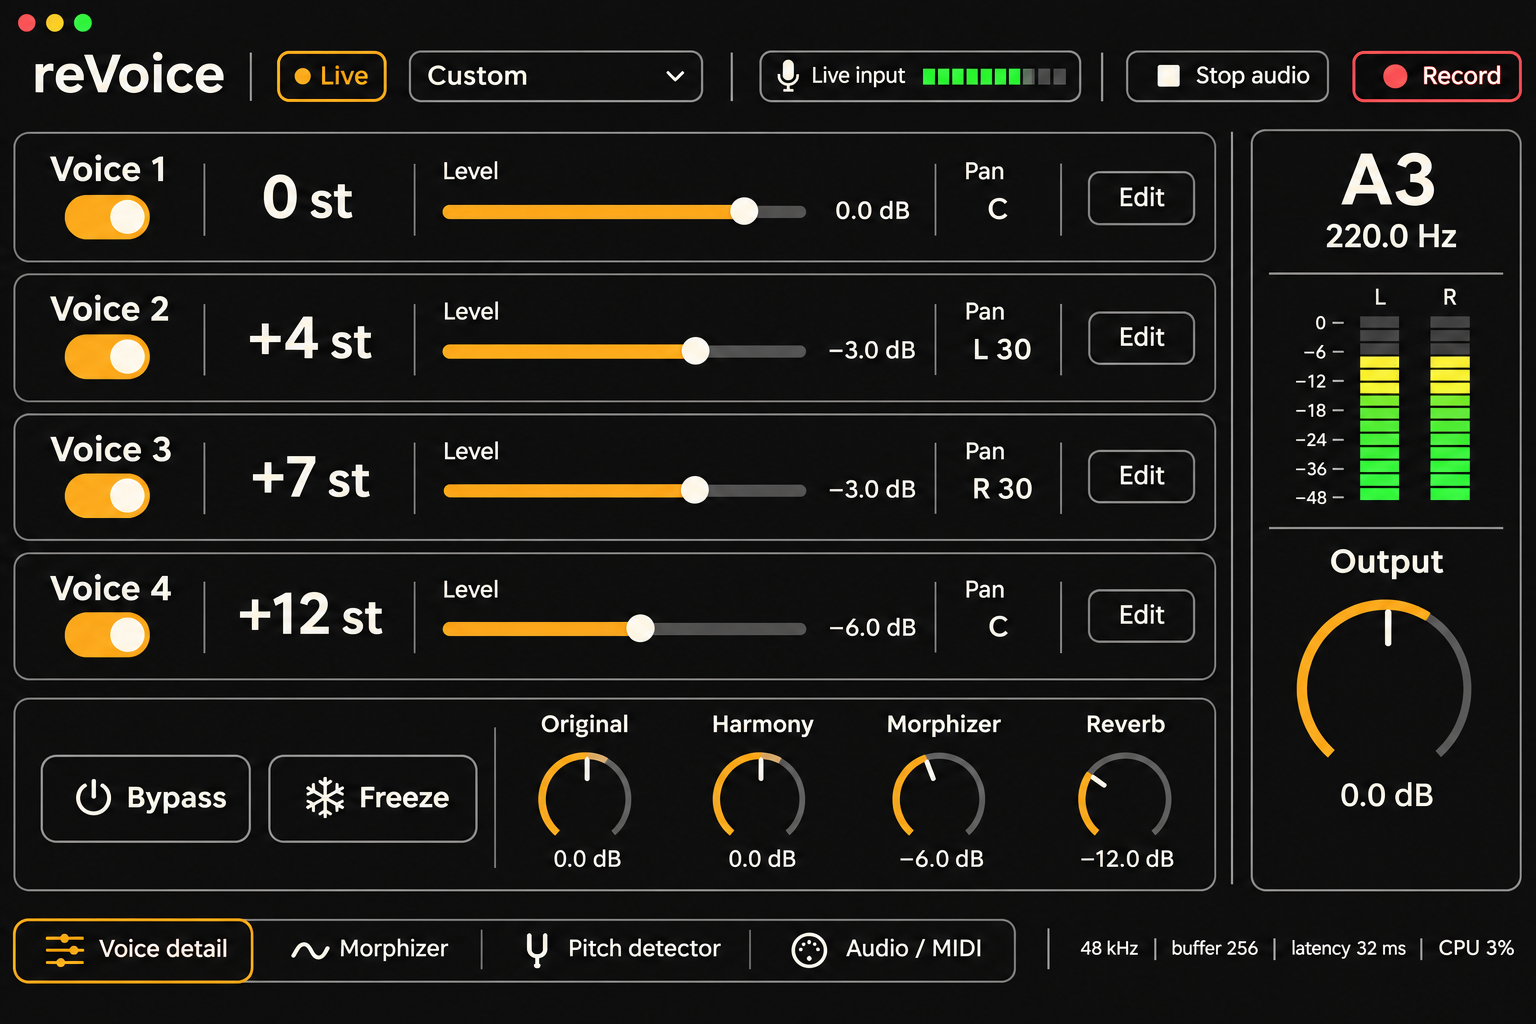 reVoice
Live
Custom
Live input
Stop audio
Record
Voice 1
0 st
Level
0.0 dB
Pan
C
Edit
Voice 2
+4 st
Level
−3.0 dB
Pan
L 30
Edit
Voice 3
+7 st
Level
−3.0 dB
Pan
R 30
Edit
Voice 4
+12 st
Level
−6.0 dB
Pan
C
Edit
Bypass
Freeze
Original
0.0 dB
Harmony
0.0 dB
Morphizer
−6.0 dB
Reverb
−12.0 dB
A3
220.0 Hz
L R
0
−6
−12
−18
−24
−36
−48
Output
0.0 dB
Voice detail
Morphizer
Pitch detector
Audio / MIDI
48 kHz | buffer 256 | latency 32 ms | CPU 3%